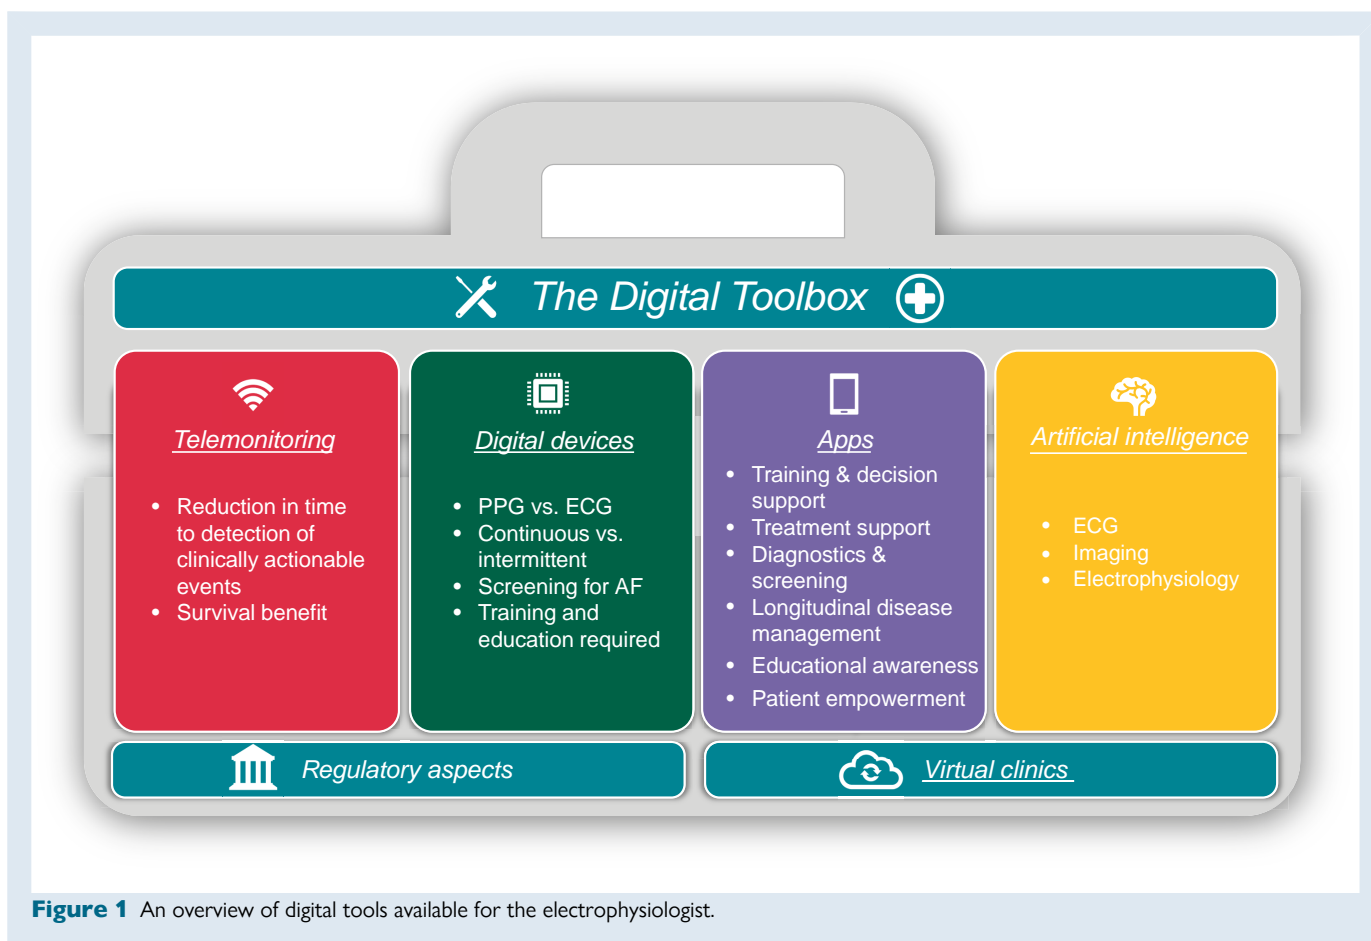 The Digital Toolbox
Telemonitoring
• Reduction in time
to detection of
clinically actionable
events
• Survival benefit
Digital devices
• PPG vs. ECG
• Continuous vs.
intermittent
• Screening for AF
• Training and
education required
Apps
• Training & decision
support
• Treatment support
• Diagnostics &
screening
• Longitudinal disease
management
• Educational awareness
• Patient empowerment
Artificial intelligence
• ECG
• Imaging
• Electrophysiology
Regulatory aspects
Virtual clinics
Figure 1 An overview of digital tools available for the electrophysiologist.